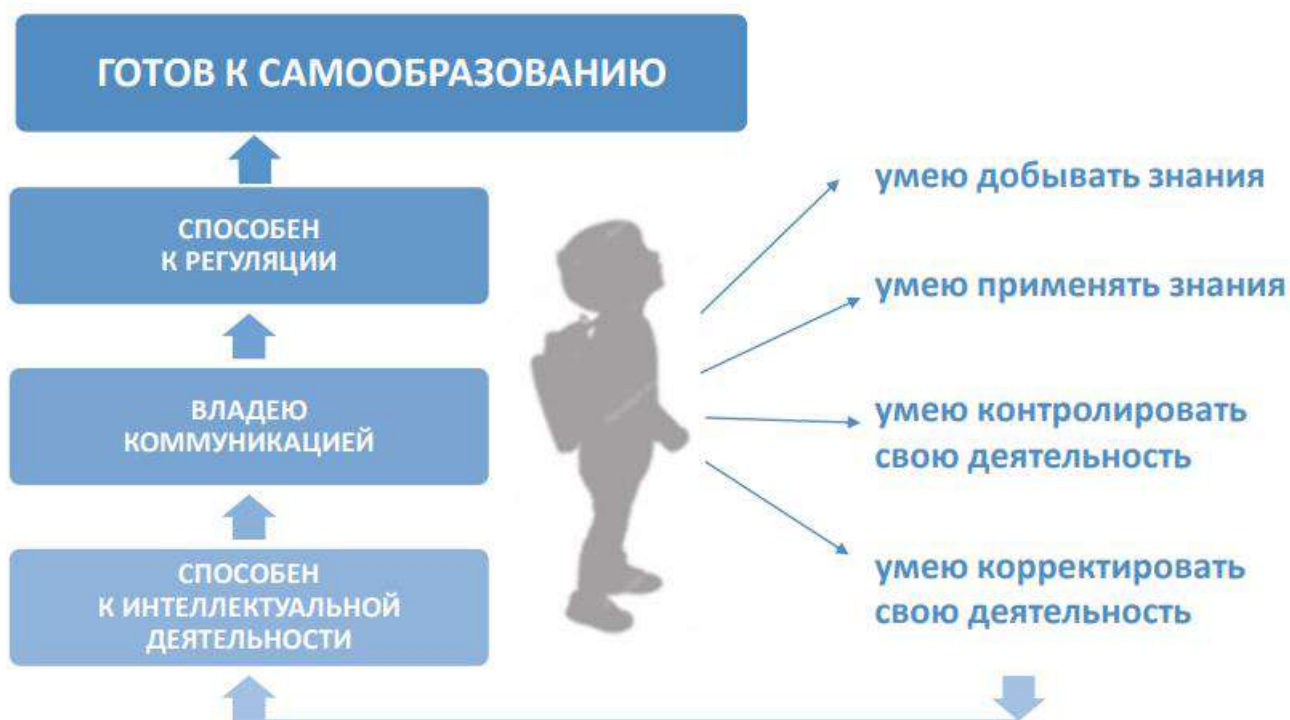 ГОТОВ К САМООБРАЗОВАНИЮ
СПОСОБЕН
К РЕГУЛЯЦИИ
ВЛАДЕЮ
КОММУНИКАЦИЕЙ
СПОСОБЕН
К ИНТЕЛЛЕКТУАЛЬНОЙ
ДЕЯТЕЛЬНОСТИ
умею добывать знания
умею применять знания
умею контролировать
свою деятельность
умею корректировать
свою деятельность